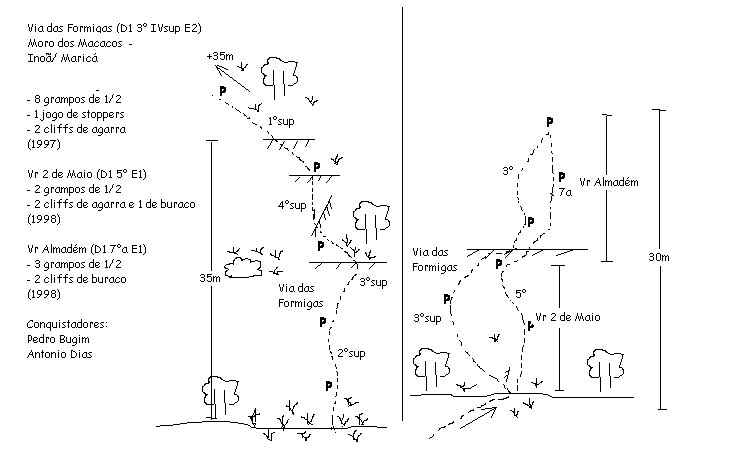 Via das Formigas (D1 3° IVsup E2)
Moro dos Macacos -
Inoã/ Maricá
- 8 grampos de 1/2
- 1 jogo de stoppers
- 2 cliffs de agarra
(1997)
Vr 2 de Maio (D1 5° E1)
- 2 grampos de 1/2
- 2 cliffs de agarra e 1 de buraco
(1998)
Vr Almadém (D1 7°a E1)
- 3 grampos de 1/2
- 2 cliffs de buraco
(1998)
Conquistadores:
Pedro Bugim
Antonio Dias
+35m
P
1°sup
P
4°sup
P
35m
3°sup
Via das
Formigas
P
2°sup
P
P
3°
P
7a
Vr Almadém
P
Via das
Formigas
P
30m
P
5°
3°sup
P
Vr 2 de Maio